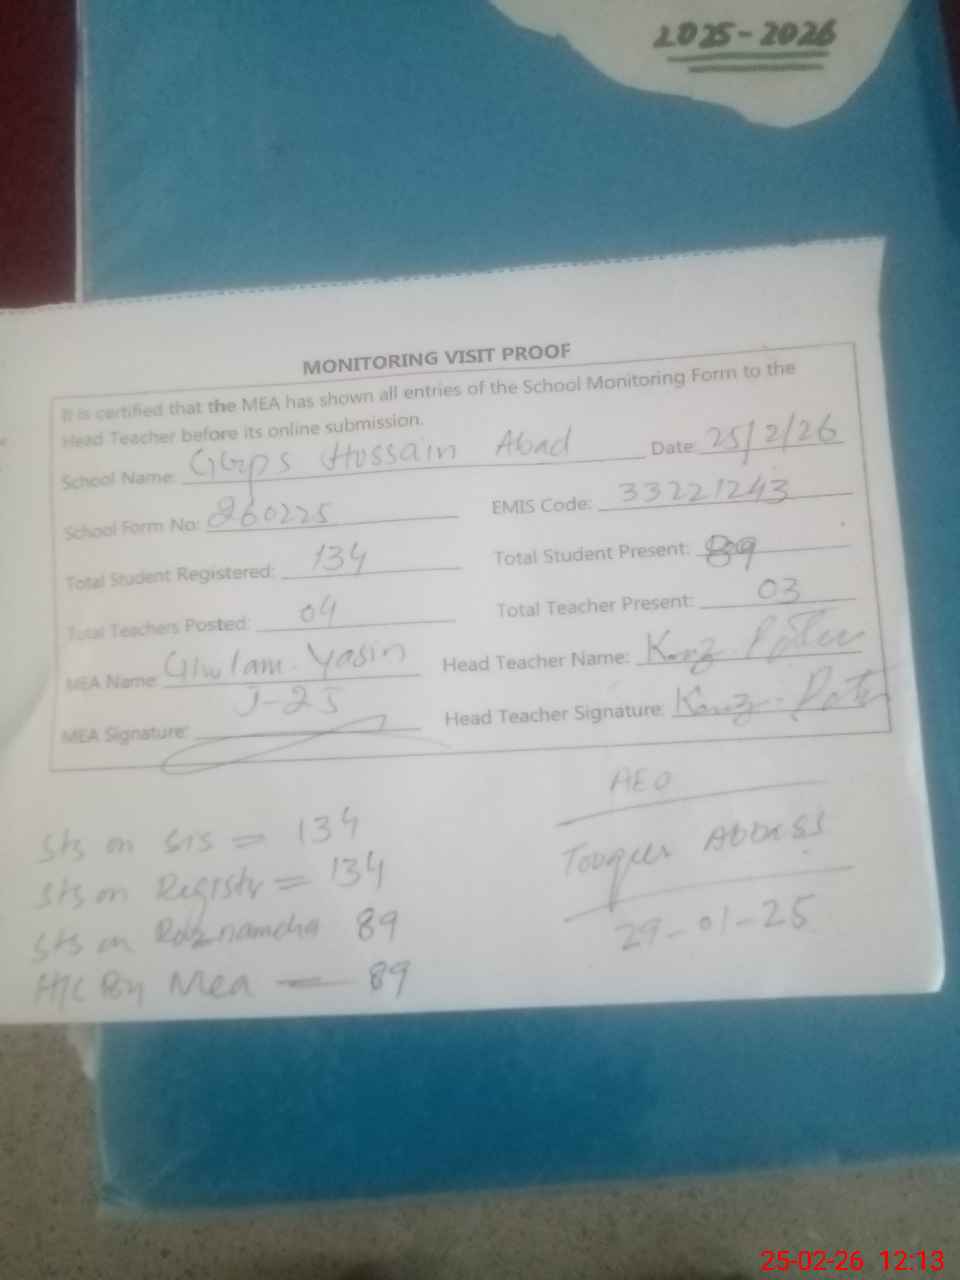 2025-2026
MONITORING VISIT PROOF
It is certified that the MEA has shown all entries of the School Monitoring Form to the
Head Teacher before its online submission.
School Name: GGPS Hussain Abad Date: 25/2/26
School Form No: 260225 EMIS Code: 33221243
Total Student Registered: 134 Total Student Present: 89
Total Teachers Posted: 04 Total Teacher Present: 03
MEA Name: Ghulam Yasin Head Teacher Name:
J-25
MEA Signature: Head Teacher Signature:
AEO
Sts on SIS = 134
Touqeer Abbass
Sts on Registr = 134
29-01-25
Sts on Roznamcha 89
H/C By Mea — 89
25-02-26 12:13